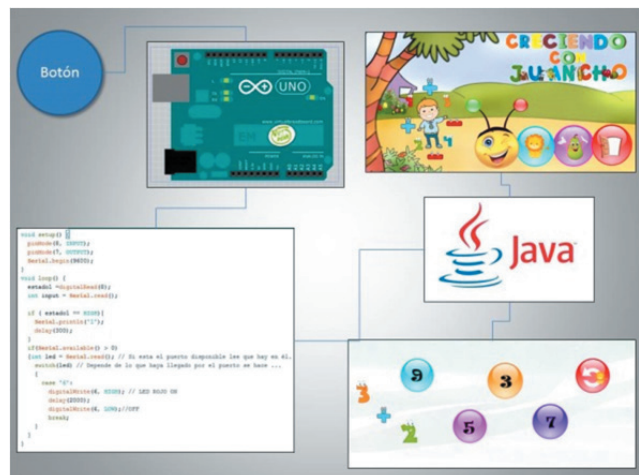 Botón
UNO
CRECIENDO
CON
JUANCHO
void setup() {
pinMode(8, INPUT);
pinMode(7, OUTPUT);
Serial.begin(9600);
}
void loop() {
estado1 =digitalRead(8);
int input = Serial.read();
if ( estado1 == HIGH){
Serial.println("1");
delay(300);
}
if(Serial.available() > 0)
{int led = Serial.read(); // Si esta el puerto disponible lee que hay en él.
switch(led) // Depende de lo que haya llegado por el puerto se hace ...
{
case
digitalWrite(6, HIGH); // LED ROJO ON
delay(2000);
digitalWrite(6, LOW);//OFF
break;
}
}
}
Java
9
3
3
+
2
5
7